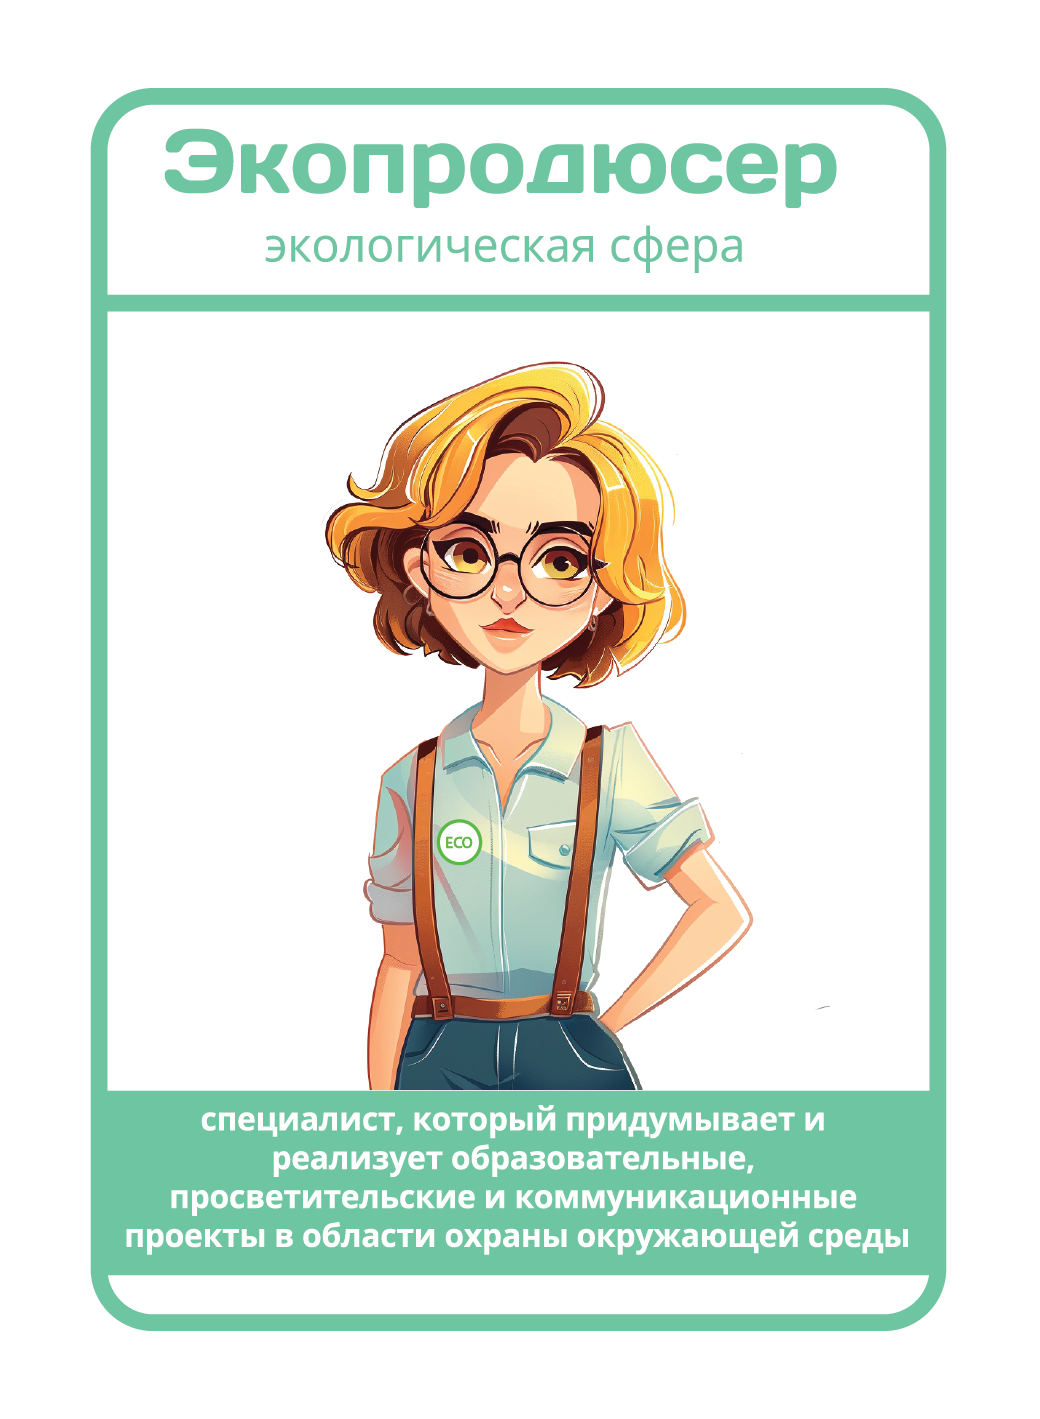 Экопродюсер
экологическая сфера
ECO
специалист, который придумывает и
реализует образовательные,
просветительские и коммуникационные
проекты в области охраны окружающей среды